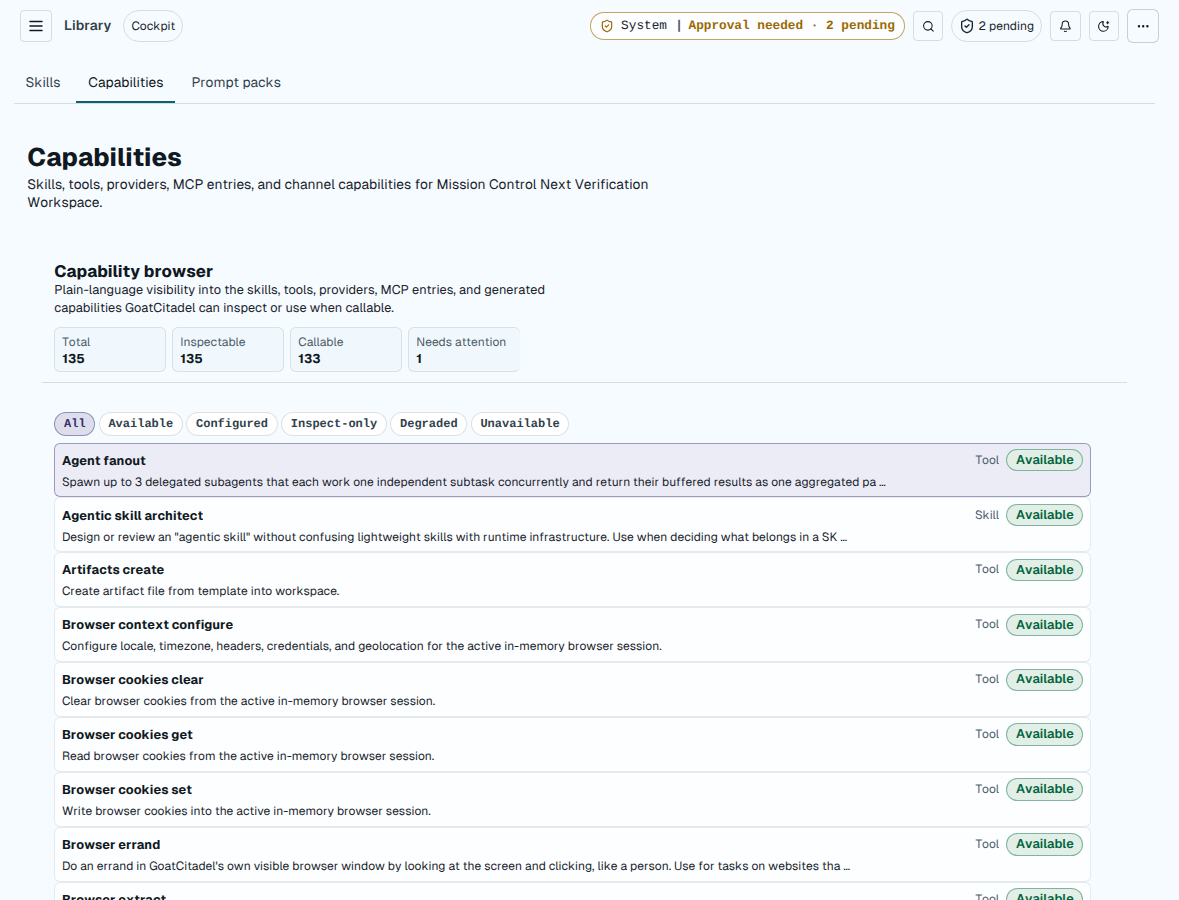 Library
Cockpit
System | Approval needed · 2 pending
2 pending
Skills
Capabilities
Prompt packs
Capabilities
Skills, tools, providers, MCP entries, and channel capabilities for Mission Control Next Verification
Workspace.
Capability browser
Plain-language visibility into the skills, tools, providers, MCP entries, and generated
capabilities GoatCitadel can inspect or use when callable.
Total
135
Inspectable
135
Callable
133
Needs attention
1
All
Available
Configured
Inspect-only
Degraded
Unavailable
Agent fanout
Tool
Available
Spawn up to 3 delegated subagents that each work one independent subtask concurrently and return their buffered results as one aggregated pa ...
Agentic skill architect
Skill
Available
Design or review an "agentic skill" without confusing lightweight skills with runtime infrastructure. Use when deciding what belongs in a SK ...
Artifacts create
Tool
Available
Create artifact file from template into workspace.
Browser context configure
Tool
Available
Configure locale, timezone, headers, credentials, and geolocation for the active in-memory browser session.
Browser cookies clear
Tool
Available
Clear browser cookies from the active in-memory browser session.
Browser cookies get
Tool
Available
Read browser cookies from the active in-memory browser session.
Browser cookies set
Tool
Available
Write browser cookies into the active in-memory browser session.
Browser errand
Tool
Available
Do an errand in GoatCitadel's own visible browser window by looking at the screen and clicking, like a person. Use for tasks on websites tha ...
Browser extract
Tool
Available